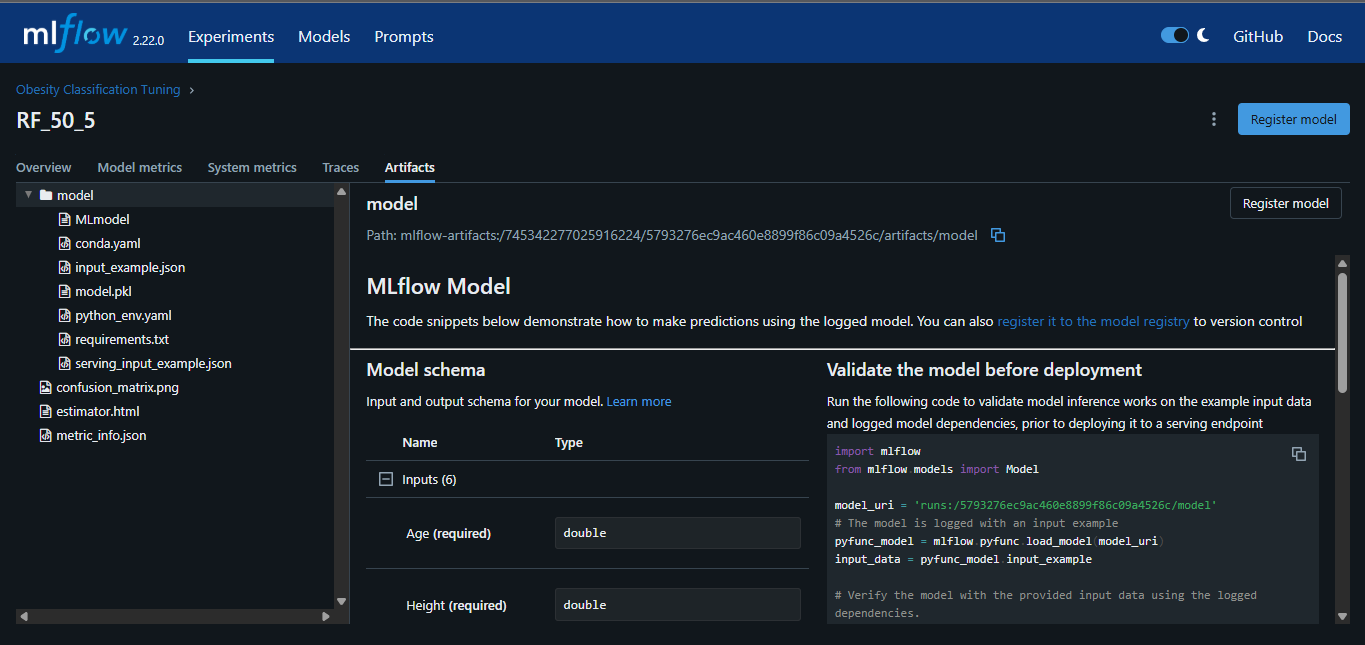 mlflow 2.22.0 Experiments Models Prompts GitHub Docs
Obesity Classification Tuning ›
RF_50_5
Register model
Overview Model metrics System metrics Traces Artifacts
model
MLmodel
conda.yaml
input_example.json
model.pkl
python_env.yaml
requirements.txt
serving_input_example.json
confusion_matrix.png
estimator.html
metric_info.json
model
Register model
Path: mlflow-artifacts:/745342277025916224/5793276ec9ac460e8899f86c09a4526c/artifacts/model
MLflow Model
The code snippets below demonstrate how to make predictions using the logged model. You can also register it to the model registry to version control
Model schema
Input and output schema for your model. Learn more
Name Type
Inputs (6)
Age (required) double
Height (required) double
Validate the model before deployment
Run the following code to validate model inference works on the example input data
and logged model dependencies, prior to deploying it to a serving endpoint
import mlflow
from mlflow.models import Model
model_uri = 'runs:/5793276ec9ac460e8899f86c09a4526c/model'
# The model is logged with an input example
pyfunc_model = mlflow.pyfunc.load_model(model_uri)
input_data = pyfunc_model.input_example
# Verify the model with the provided input data using the logged
dependencies.